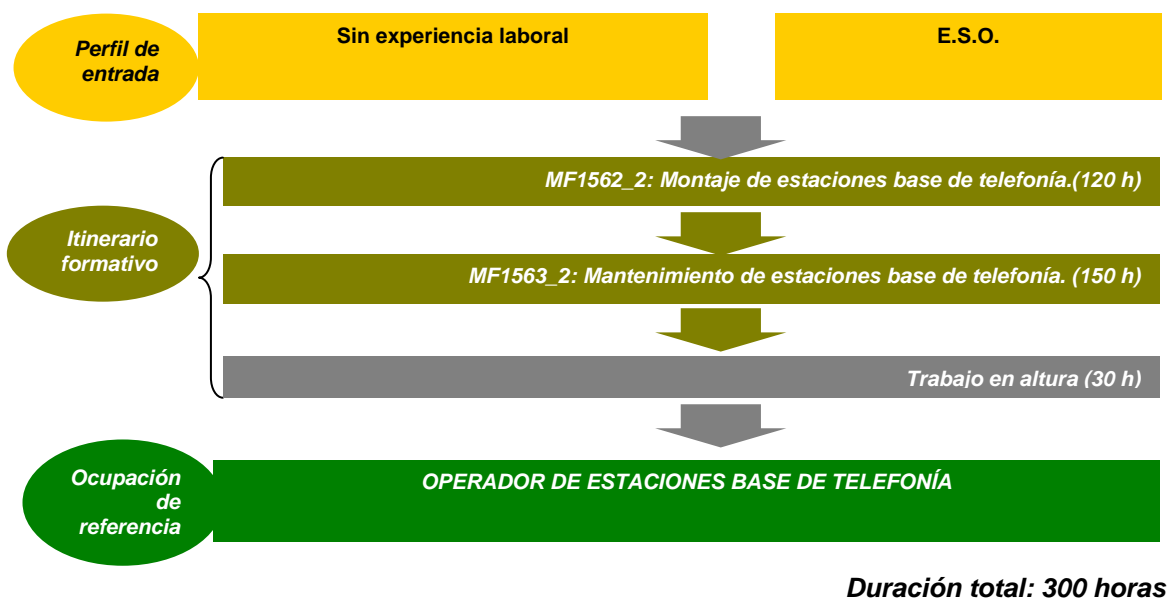 Perfil de
entrada
Sin experiencia laboral
E.S.O.
Itinerario
formativo
MF1562_2: Montaje de estaciones base de telefonía.(120 h)
MF1563_2: Mantenimiento de estaciones base de telefonía. (150 h)
Trabajo en altura (30 h)
Ocupación
de
referencia
OPERADOR DE ESTACIONES BASE DE TELEFONÍA
Duración total: 300 horas